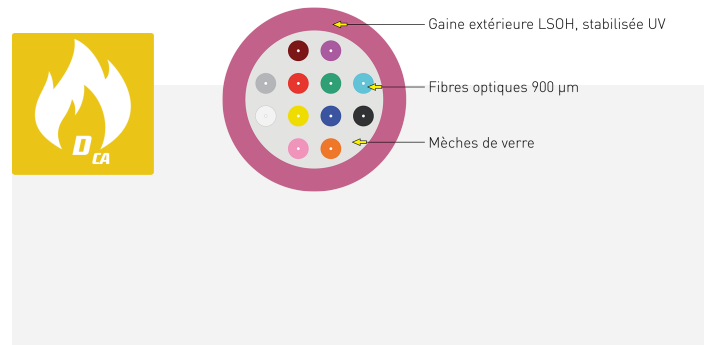 Gaine extérieure LSOH, stabilisée UV
Fibres optiques 900 µm
Mèches de verre
D CA